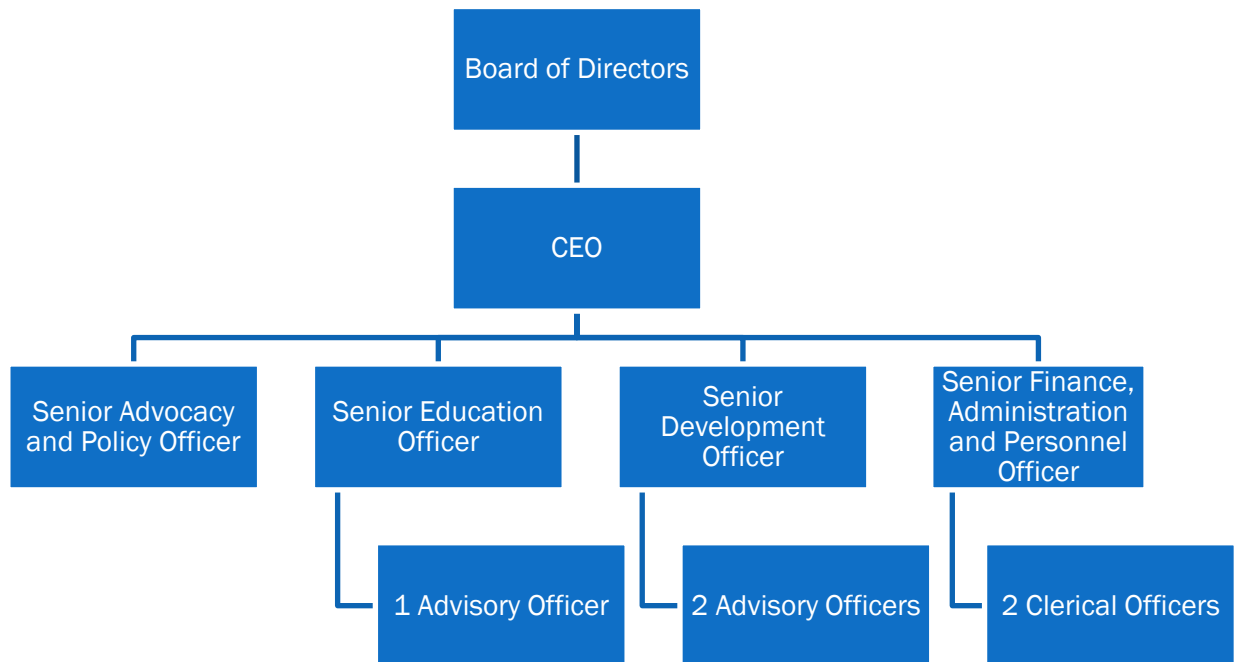 Board of Directors
CEO
Senior Advocacy
and Policy Officer
Senior Education
Officer
Senior
Development
Officer
Senior Finance,
Administration
and Personnel
Officer
1 Advisory Officer
2 Advisory Officers
2 Clerical Officers